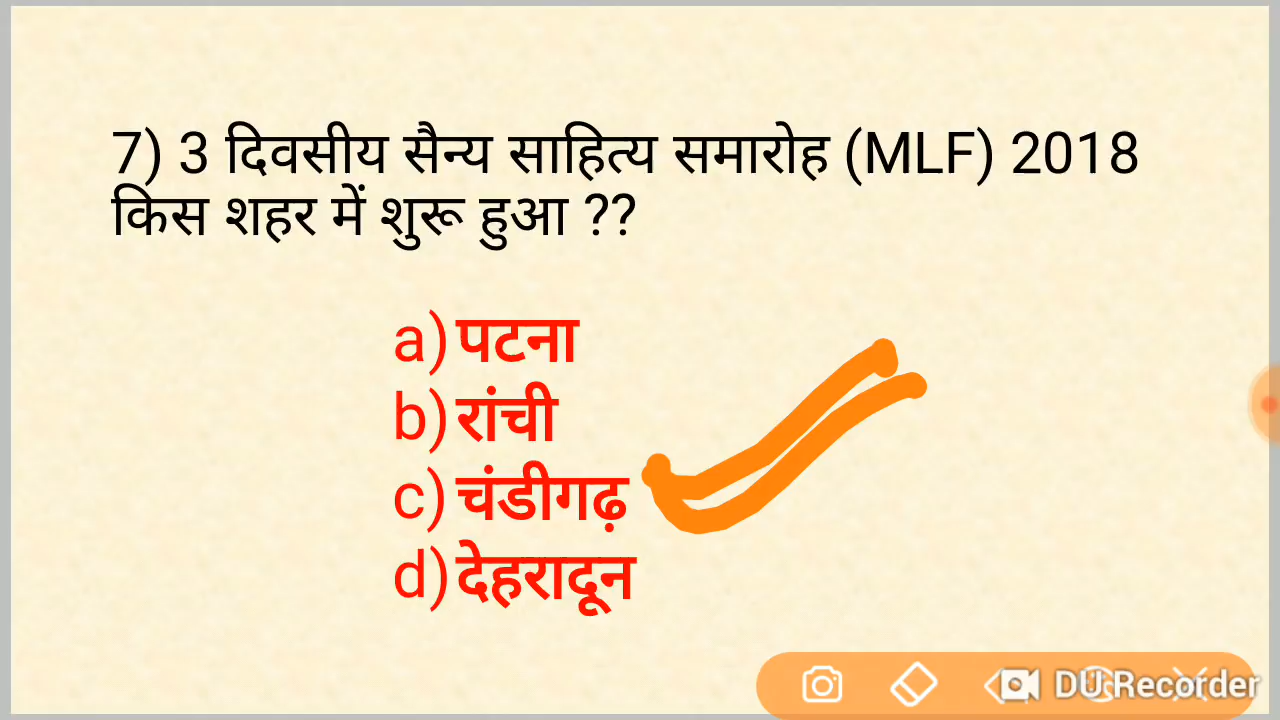 7) 3 दिवसीय सैन्य साहित्य समारोह (MLF) 2018
किस शहर में शुरू हुआ ??
a) पटना
b) रांची
c) चंडीगढ़
d) देहरादून
DU Recorder